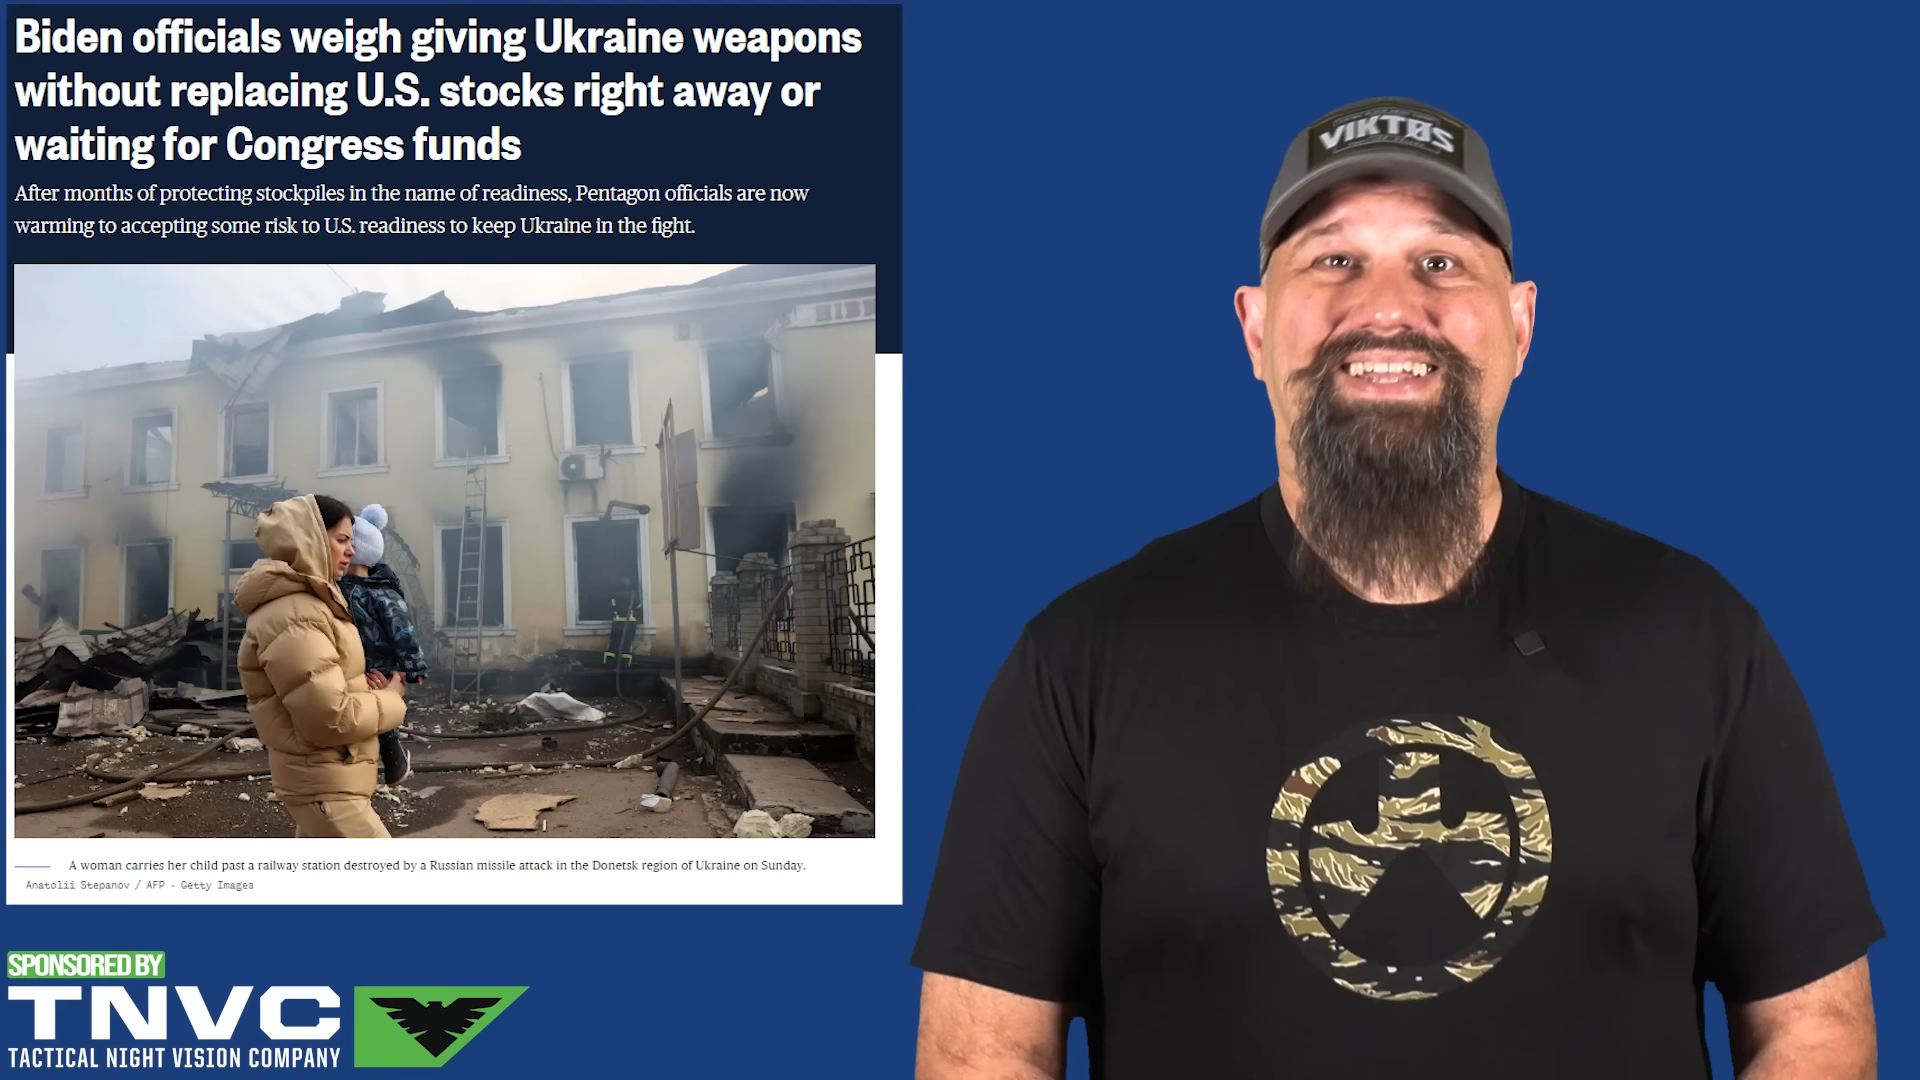 Biden officials weigh giving Ukraine weapons
without replacing U.S. stocks right away or
waiting for Congress funds
After months of protecting stockpiles in the name of readiness, Pentagon officials are now
warming to accepting some risk to U.S. readiness to keep Ukraine in the fight.
A woman carries her child past a railway station destroyed by a Russian missile attack in the Donetsk region of Ukraine on Sunday.
Anatolii Stepanov / AFP - Getty Images
SPONSORED BY
TNVC
TACTICAL NIGHT VISION COMPANY
VIKTØS